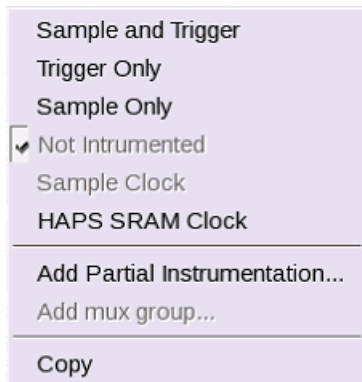 Sample and Trigger
Trigger Only
Sample Only
Not Intrumented
Sample Clock
HAPS SRAM Clock
Add Partial Instrumentation...
Add mux group...
Copy